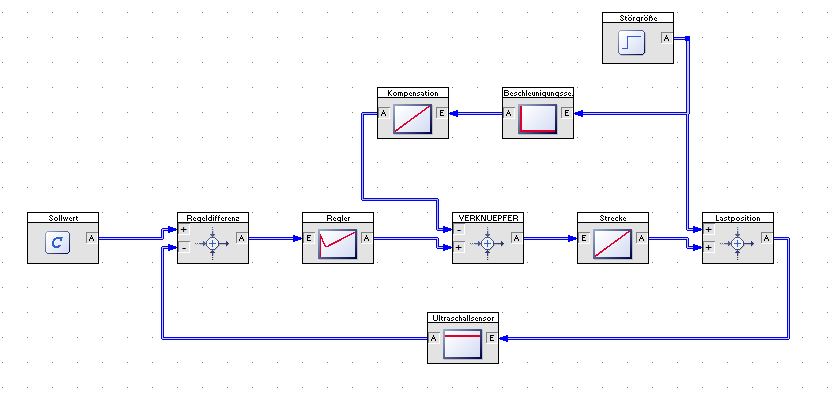 Störgröße
A
Kompensation
A E
Beschleunigungsse.
A E
Sollwert
A
Regeldifferenz
+
-
A
Regler
E A
VERKNUEPFER
-
+
A
Strecke
E A
Lastposition
+
+
A
Ultraschallsensor
A E